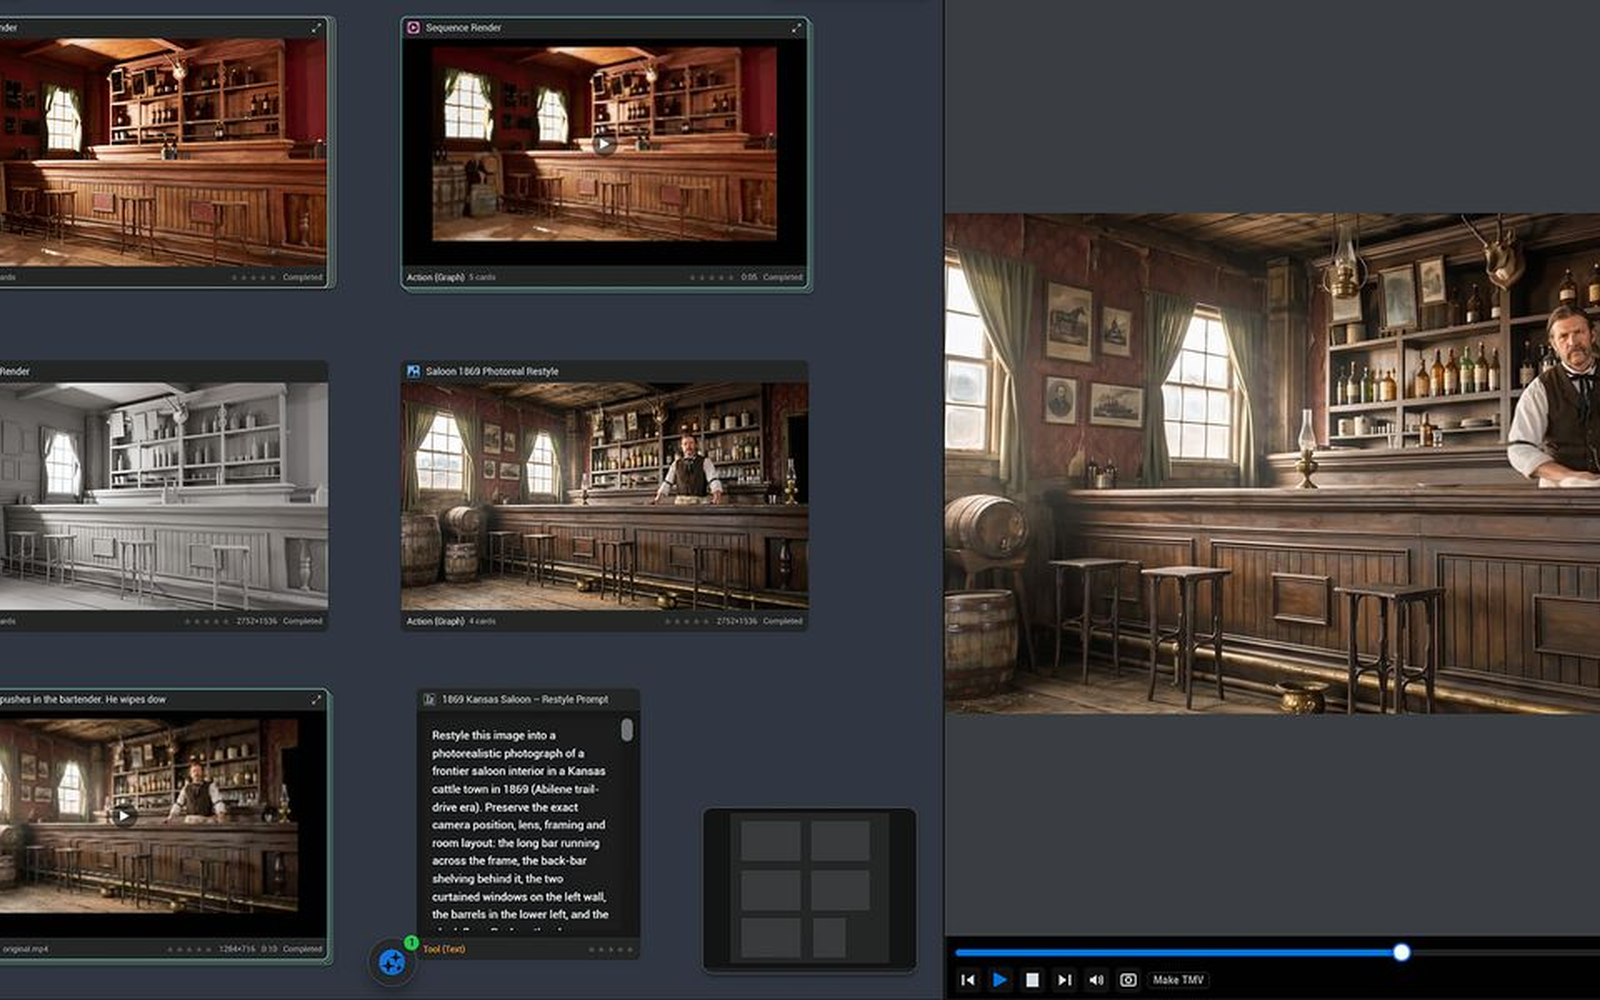 nder
Sequence Render
ards
Completed
Action (Graph) 5 cards
0:05 Completed
Render
Saloon 1869 Photoreal Restyle
ards
2752×1536 Completed
Action (Graph) 4 cards
2752×1536 Completed
pushes in the bartender. He wipes dow
1869 Kansas Saloon – Restyle Prompt
Restyle this image into a
photorealistic photograph of a
frontier saloon interior in a Kansas
cattle town in 1869 (Abilene trail-
drive era). Preserve the exact
camera position, lens, framing and
room layout: the long bar running
across the frame, the back-bar
shelving behind it, the two
curtained windows on the left wall,
the barrels in the lower left, and the
original.mp4
1284×716 0:10 Completed
1
Tool (Text)
Make TMV